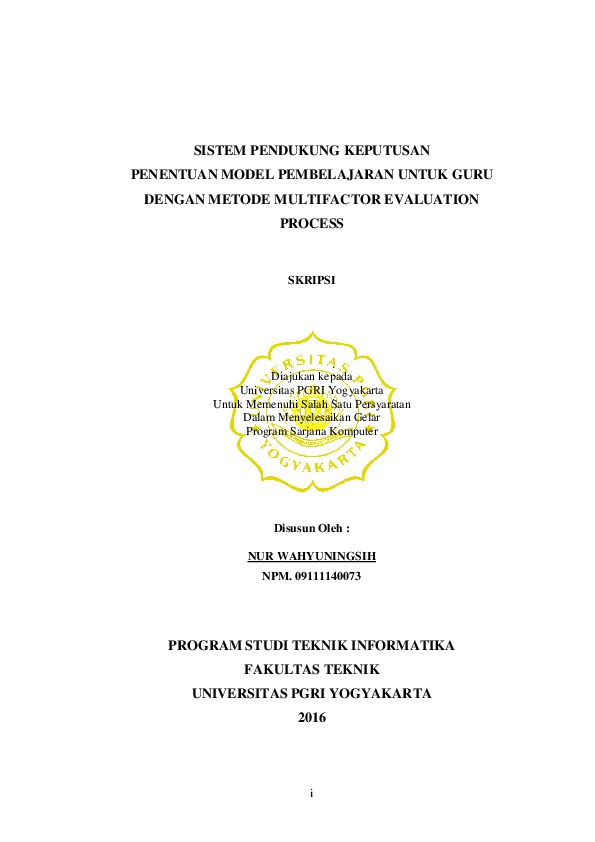 SISTEM PENDUKUNG KEPUTUSAN
PENENTUAN MODEL PEMBELAJARAN UNTUK GURU
DENGAN METODE MULTIFACTOR EVALUATION
PROCESS
SKRIPSI
UNIVERSITAS PGRI
Diajukan kepada
Universitas PGRI Yogyakarta
Untuk Memenuhi Salah Satu Persyaratan
Dalam Menyelesaikan Gelar
Program Sarjana Komputer
YOGYAKARTA
Disusun Oleh :
NUR WAHYUNINGSIH
NPM. 09111140073
PROGRAM STUDI TEKNIK INFORMATIKA
FAKULTAS TEKNIK
UNIVERSITAS PGRI YOGYAKARTA
2016
i